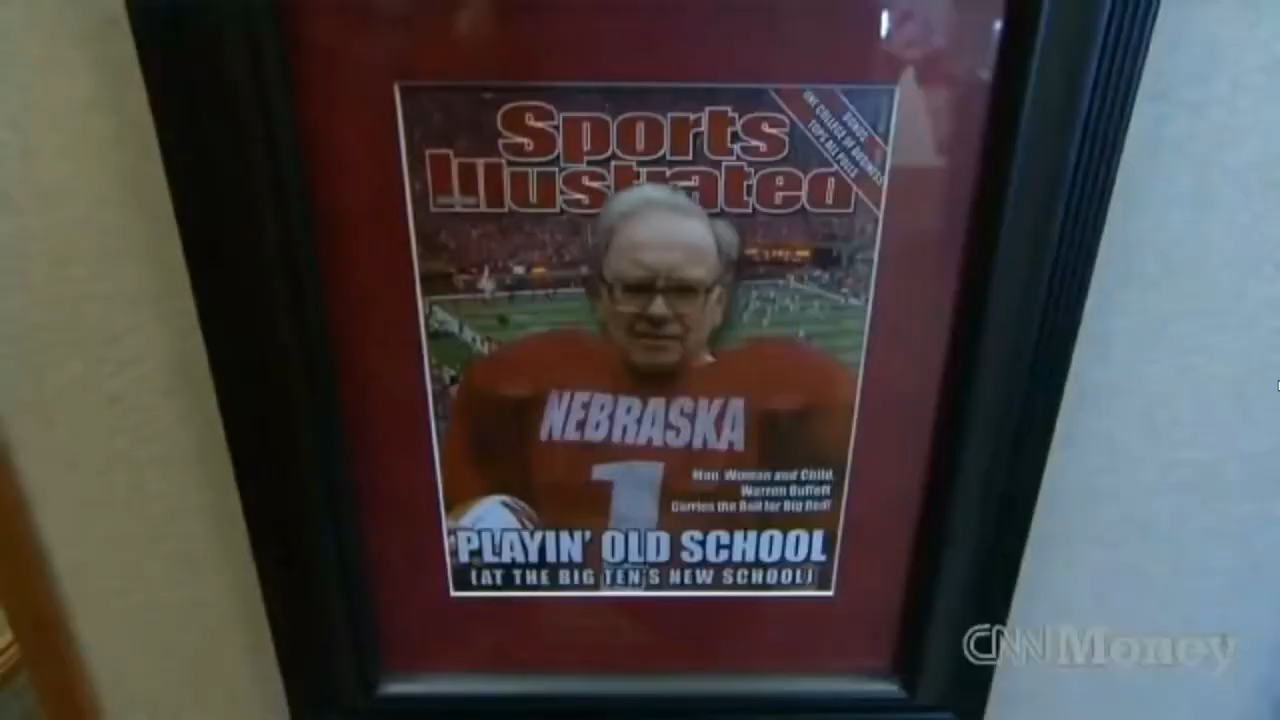 Sports
Illustrated
BONUS
THE COLLEGE OF BUSINESS
TOPS ALL POLLS
NEBRASKA
1
Man, Woman and Child,
Warren Buffett
Carries the Ball for Big Red!
PLAYIN' OLD SCHOOL
(AT THE BIG TEN'S NEW SCHOOL)
CNNMoney